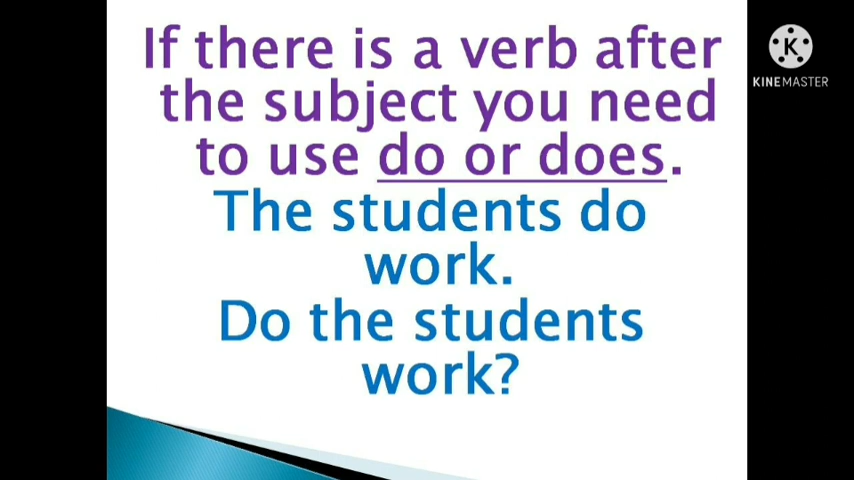 If there is a verb after
the subject you need
to use do or does.
The students do
work.
Do the students
work?
K
KINEMASTER